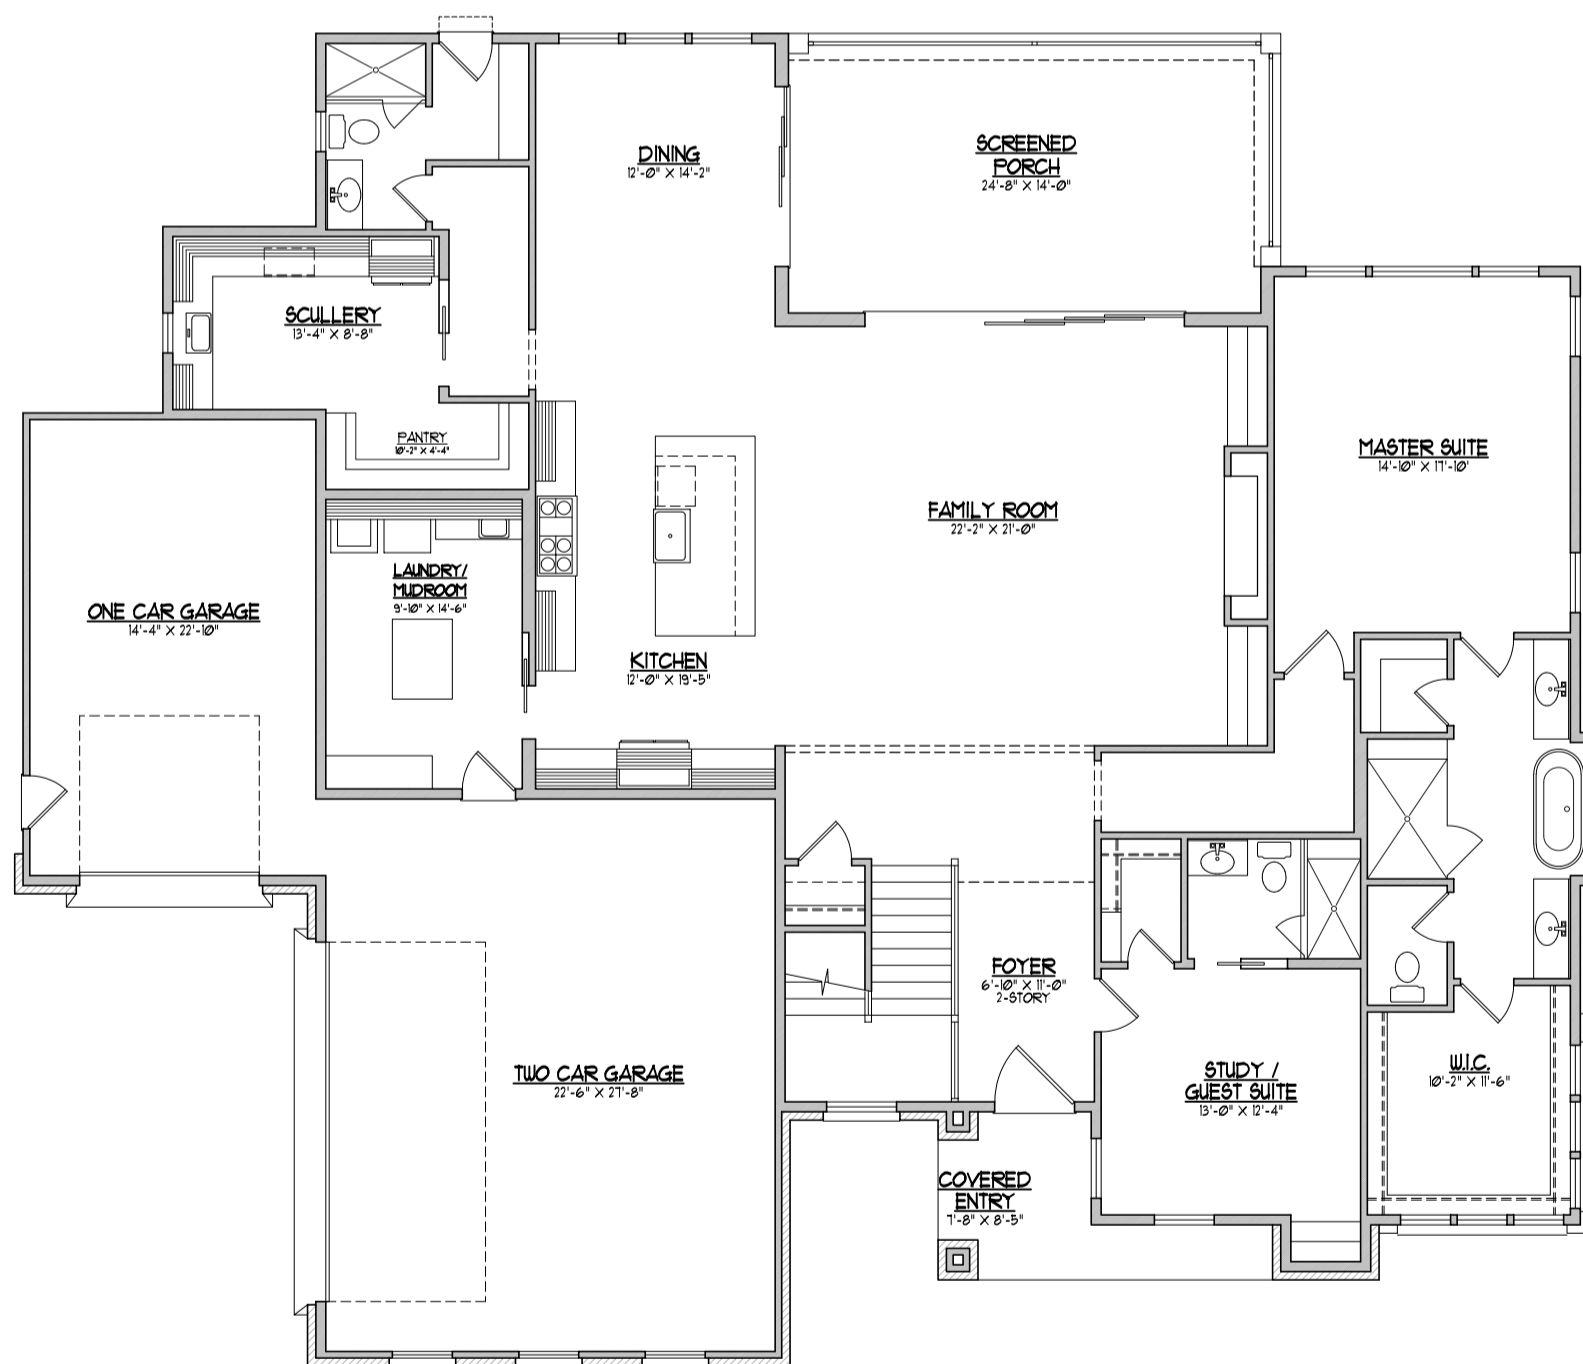 DINING
12'-0" X 14'-2"
SCREENED
PORCH
24'-8" X 14'-0"
SCULLERY
13'-4" X 8'-8"
PANTRY
10'-2" X 4'-4"
MASTER SUITE
14'-10" X 17'-10'
FAMILY ROOM
22'-2" X 21'-0"
LAUNDRY/
MUDROOM
9'-10" X 14'-6"
ONE CAR GARAGE
14'-4" X 22'-10"
KITCHEN
12'-0" X 19'-5"
FOYER
6'-10" X 11'-0"
2-STORY
TWO CAR GARAGE
22'-6" X 27'-8"
STUDY /
GUEST SUITE
13'-0" X 12'-4"
W.I.C.
10'-2" X 11'-6"
COVERED
ENTRY
7'-8" X 8'-5"